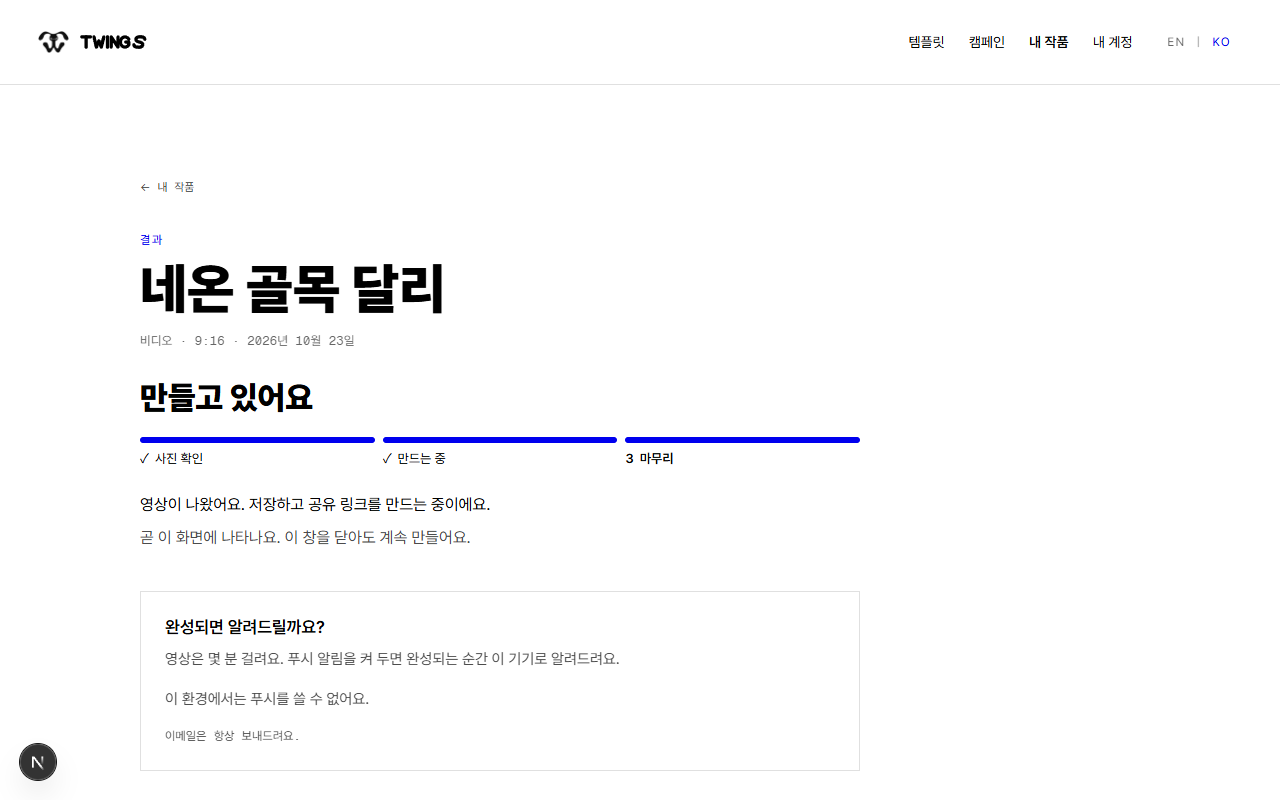 TWINGS
템플릿 캠페인 내 작품 내 계정 EN | KO
← 내 작품
결과
네온 골목 달리
비디오 · 9:16 · 2026년 10월 23일
만들고 있어요
✓ 사진 확인
✓ 만드는 중
3 마무리
영상이 나왔어요. 저장하고 공유 링크를 만드는 중이에요.
곧 이 화면에 나타나요. 이 창을 닫아도 계속 만들어요.
완성되면 알려드릴까요?
영상은 몇 분 걸려요. 푸시 알림을 켜 두면 완성되는 순간 이 기기로 알려드려요.
이 환경에서는 푸시를 쓸 수 없어요.
이메일은 항상 보내드려요.
N